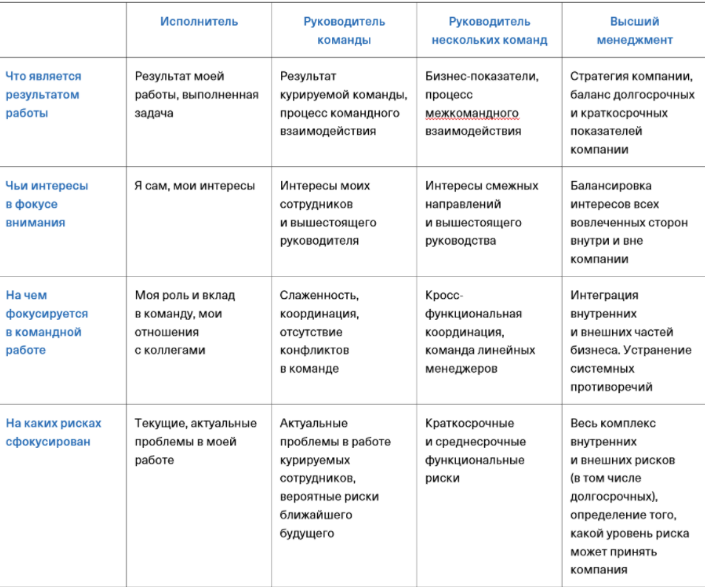 Исполнитель
Руководитель
команды
Руководитель
нескольких команд
Высший
менеджмент
Что является
результатом
работы
Результат моей
работы, выполненная
задача
Результат
курируемой команды,
процесс командного
взаимодействия
Бизнес-показатели,
процесс
межкомандного
взаимодействия
Стратегия компании,
баланс долгосрочных
и краткосрочных
показателей
компании
Чьи интересы
в фокусе
внимания
Я сам, мои интересы
Интересы моих
сотрудников
и вышестоящего
руководителя
Интересы смежных
направлений
и вышестоящего
руководства
Балансировка
интересов всех
вовлеченных сторон
внутри и вне
компании
На чем
фокусируется
в командной
работе
Моя роль и вклад
в команду, мои
отношения
с коллегами
Слаженность,
координация,
отсутствие
конфликтов
в команде
Кросс-
функциональная
координация,
команда линейных
менеджеров
Интеграция
внутренних
и внешних частей
бизнеса. Устранение
системных
противоречий
На каких рисках
сфокусирован
Текущие, актуальные
проблемы в моей
работе
Актуальные
проблемы в работе
курируемых
сотрудников,
вероятные риски
ближайшего
будущего
Краткосрочные
и среднесрочные
функциональные
риски
Весь комплекс
внутренних
и внешних рисков
(в том числе
долгосрочных),
определение того,
какой уровень риска
может принять
компания